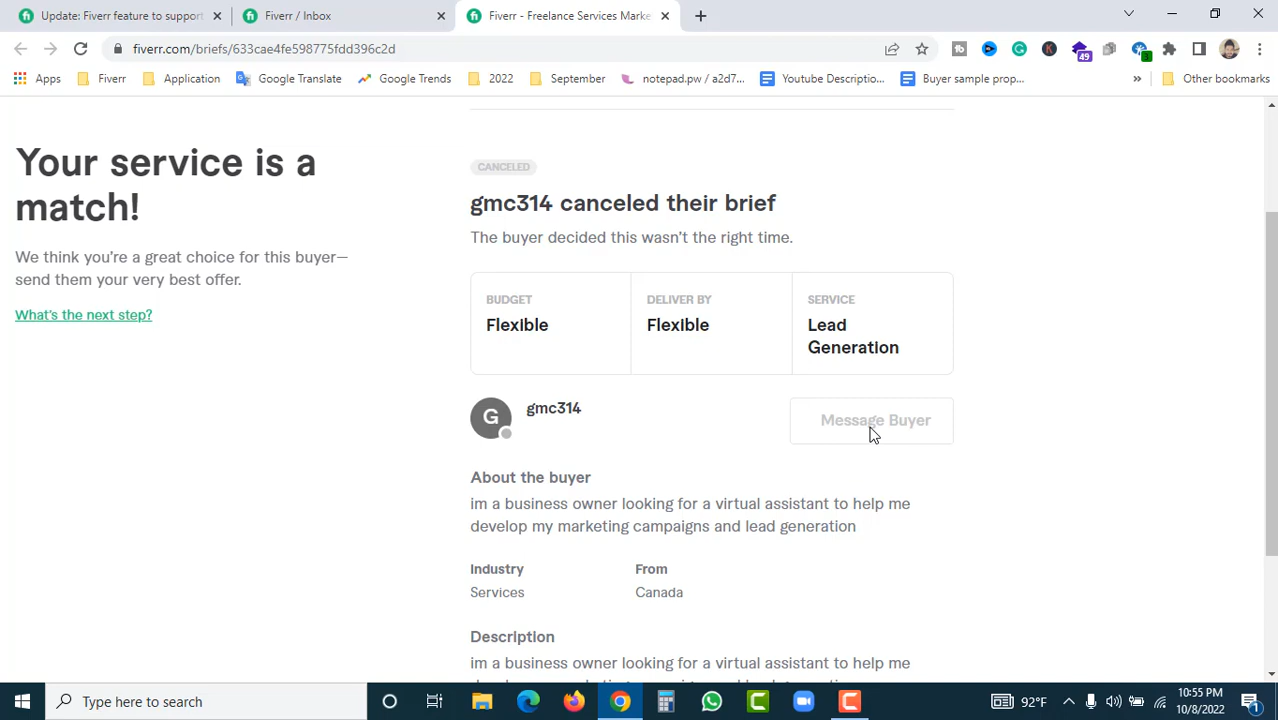 Update: Fiverr feature to support
Fiverr / Inbox
Fiverr - Freelance Services Marke
fiverr.com/briefs/633cae4fe598775fdd396c2d
49
3
Apps
Fiverr
Application
Google Translate
Google Trends
2022
September
notepad.pw / azd7...
Youtube Descriptio...
Buyer sample prop...
»
Other bookmarks
Your service is a
match!
We think you're a great choice for this buyer—
send them your very best offer.
What's the next step?
CANCELED
gmc314 canceled their brief
The buyer decided this wasn't the right time.
BUDGET
Flexible
DELIVER BY
Flexible
SERVICE
Lead
Generation
G
gmc314
Message Buyer
About the buyer
im a business owner looking for a virtual assistant to help me
develop my marketing campaigns and lead generation
Industry
From
Services
Canada
Description
im a business owner looking for a virtual assistant to help me
Type here to search
92°F
10:55 PM
10/8/2022
1